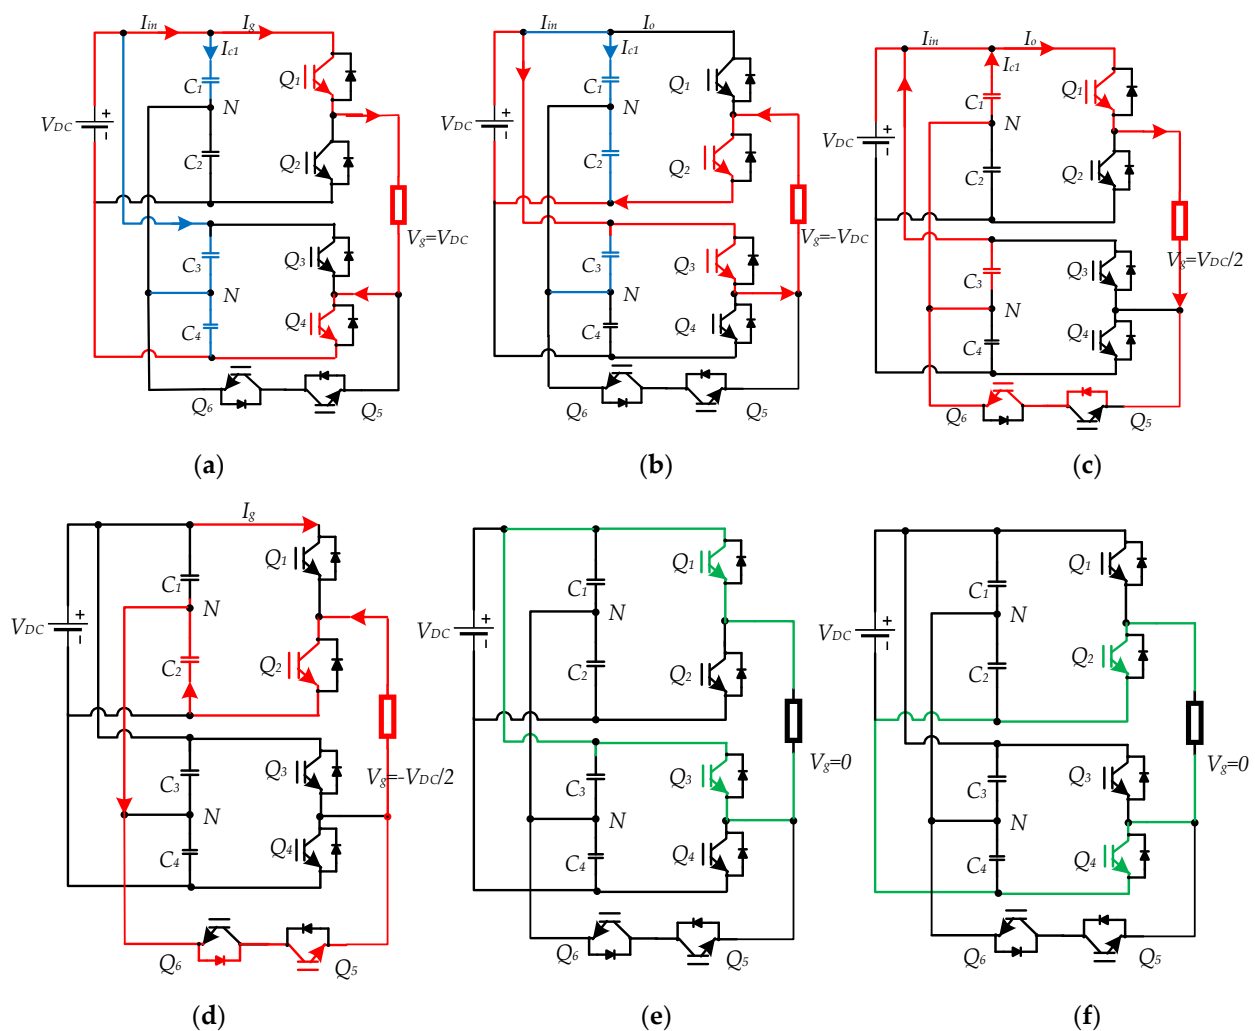 Iin Ig
Ic1
C1 Q1
N
VDC + -
C2 Q2
Vg=VDC
C3 Q3
N
C4 Q4
Q6 Q5
(a)
Iin Io
Ic1
C1 Q1
N
VDC + -
C2 Q2
Vg=-VDC
C3 Q3
N
C4 Q4
Q6 Q5
(b)
Iin Io
Ic1
C1 Q1
N
VDC + -
C2 Q2
Vg=VDC/2
C3 Q3
N
C4 Q4
Q6 Q5
(c)
Ig
Q1
C1
N
VDC + -
C2 Q2
Vg=-VDC/2
C3 Q3
N
C4 Q4
Q6 Q5
(d)
Q1
C1
N
VDC + -
C2 Q2
Vg=0
C3 Q3
N
C4 Q4
Q6 Q5
(e)
Q1
C1
N
VDC + -
C2 Q2
Vg=0
C3 Q3
N
C4 Q4
Q6 Q5
(f)